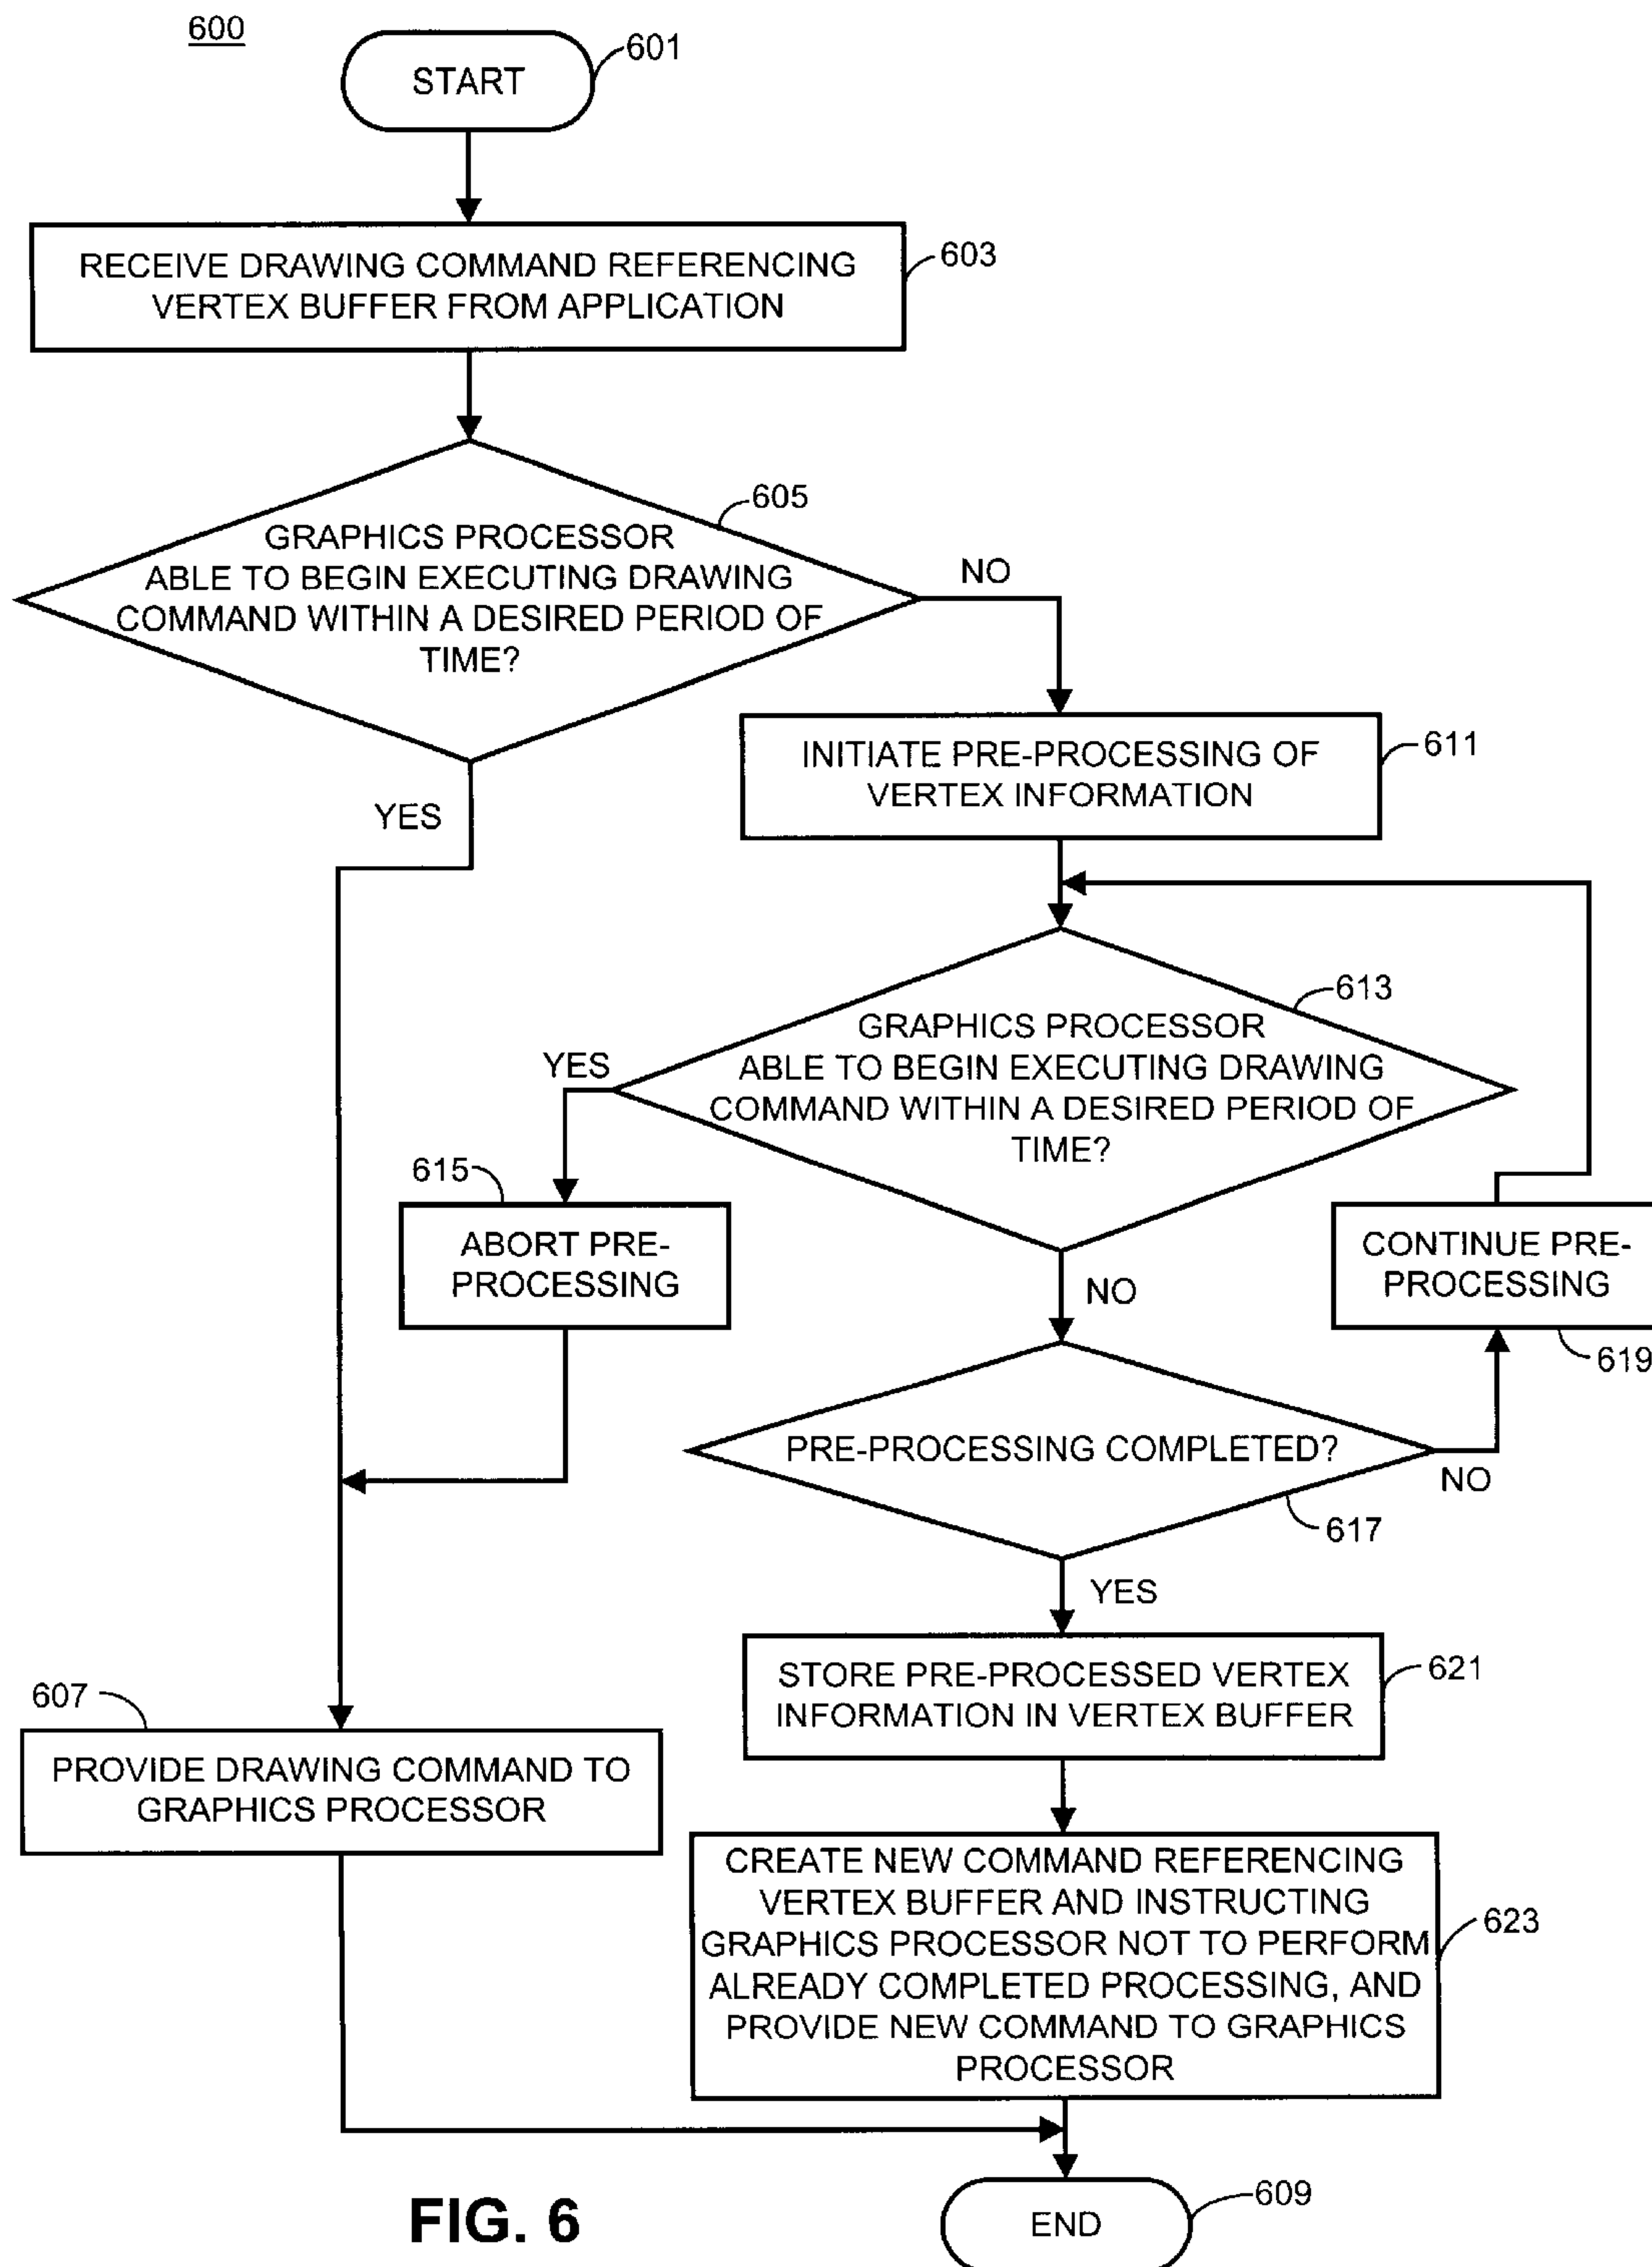 600
START
601
RECEIVE DRAWING COMMAND REFERENCING
VERTEX BUFFER FROM APPLICATION
603
605
GRAPHICS PROCESSOR
ABLE TO BEGIN EXECUTING DRAWING
COMMAND WITHIN A DESIRED PERIOD OF
TIME?
NO
YES
INITIATE PRE-PROCESSING OF
VERTEX INFORMATION
611
613
GRAPHICS PROCESSOR
ABLE TO BEGIN EXECUTING DRAWING
COMMAND WITHIN A DESIRED PERIOD OF
TIME?
YES
615
ABORT PRE-
PROCESSING
NO
CONTINUE PRE-
PROCESSING
619
PRE-PROCESSING COMPLETED?
NO
617
YES
STORE PRE-PROCESSED VERTEX
INFORMATION IN VERTEX BUFFER
621
607
PROVIDE DRAWING COMMAND TO
GRAPHICS PROCESSOR
CREATE NEW COMMAND REFERENCING
VERTEX BUFFER AND INSTRUCTING
GRAPHICS PROCESSOR NOT TO PERFORM
ALREADY COMPLETED PROCESSING, AND
PROVIDE NEW COMMAND TO GRAPHICS
PROCESSOR
623
END
609
FIG. 6